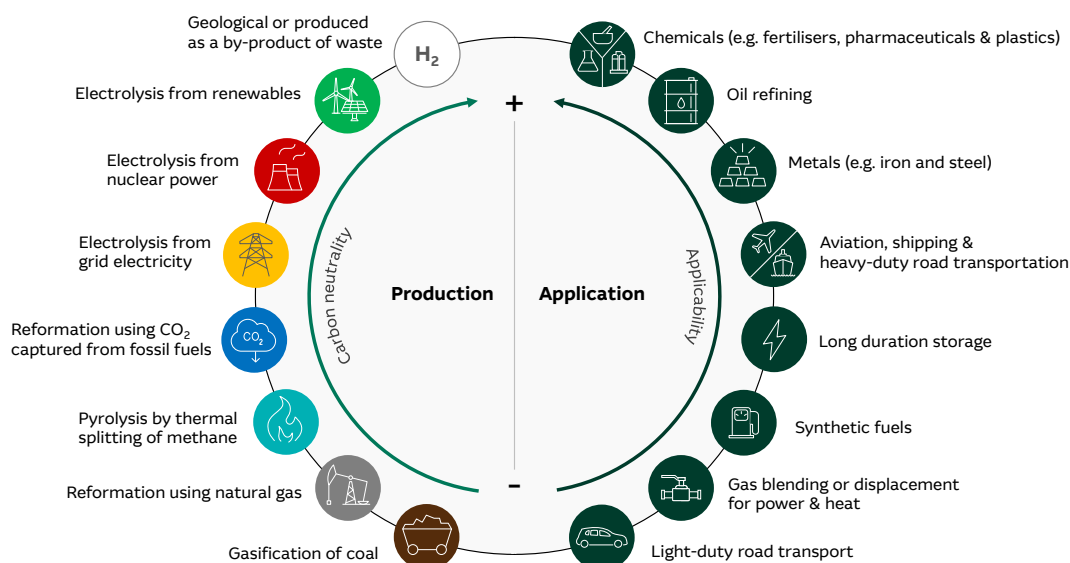 Geological or produced
as a by-product of waste
H₂
Electrolysis from renewables
Electrolysis from
nuclear power
Electrolysis from
grid electricity
Reformation using CO₂
captured from fossil fuels
CO₂
Pyrolysis by thermal
splitting of methane
Reformation using natural gas
Gasification of coal
Carbon neutrality
+
Production
Application
-
Applicability
Chemicals (e.g. fertilisers, pharmaceuticals & plastics)
Oil refining
Metals (e.g. iron and steel)
Aviation, shipping &
heavy-duty road transportation
Long duration storage
Synthetic fuels
Gas blending or displacement
for power & heat
Light-duty road transport